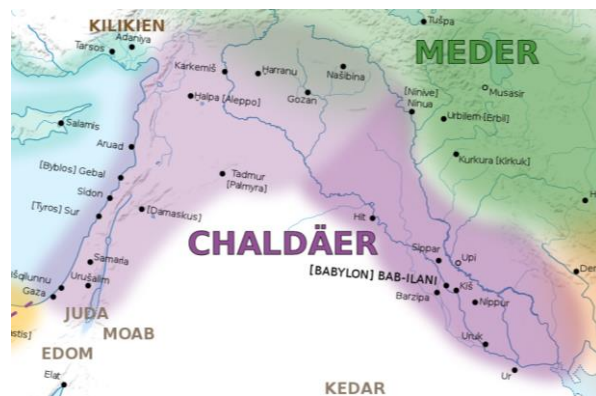 KILIKIEN
Adaniya
Tarsos
Tušpa
MEDER
Karkemiš
Harranu
Našibina
Gozan
Halpa [Aleppo]
[Ninive]
Ninua
Musasir
Urbilem [Erbil]
Kurkura [Kirkuk]
Salamis
Aruad
[Byblos] Gebal
Sidon
[Tyros] Sur
Tadmur
[Palmyra]
[Damaskus]
Hit
CHALDÄER
Sippar
Upi
[BABYLON] BAB-ILANI
Kiš
Barzipa
Nippur
Uruk
Ur
Samaria
Urušalim
Gaza
JUDA
MOAB
EDOM
Elat
KEDAR